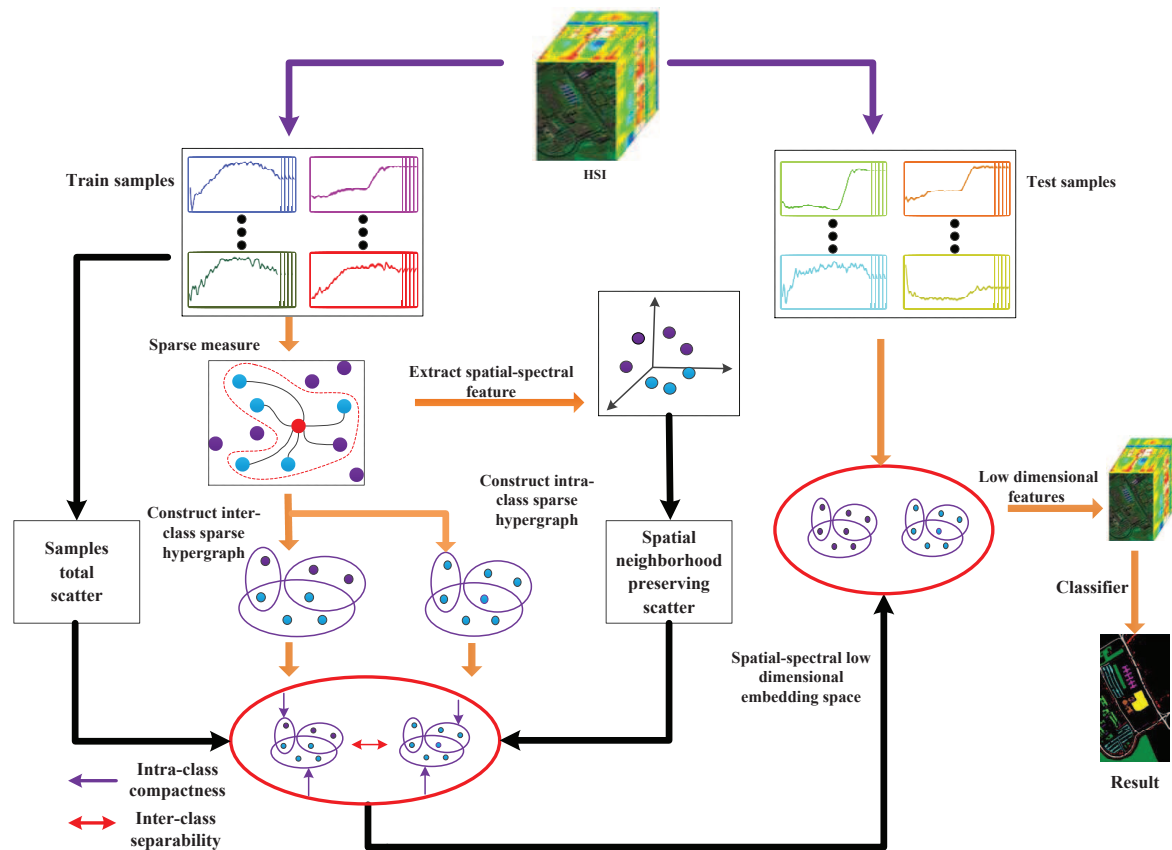 HSI
Train samples
Test samples
Sparse measure
Extract spatial-spectral
feature
Construct inter-
class sparse
hypergraph
Construct intra-
class sparse
hypergraph
Low dimensional
features
Samples
total
scatter
Spatial
neighborhood
preserving
scatter
Classifier
Spatial-spectral low
dimensional
embedding space
Intra-class
compactness
Inter-class
separability
Result